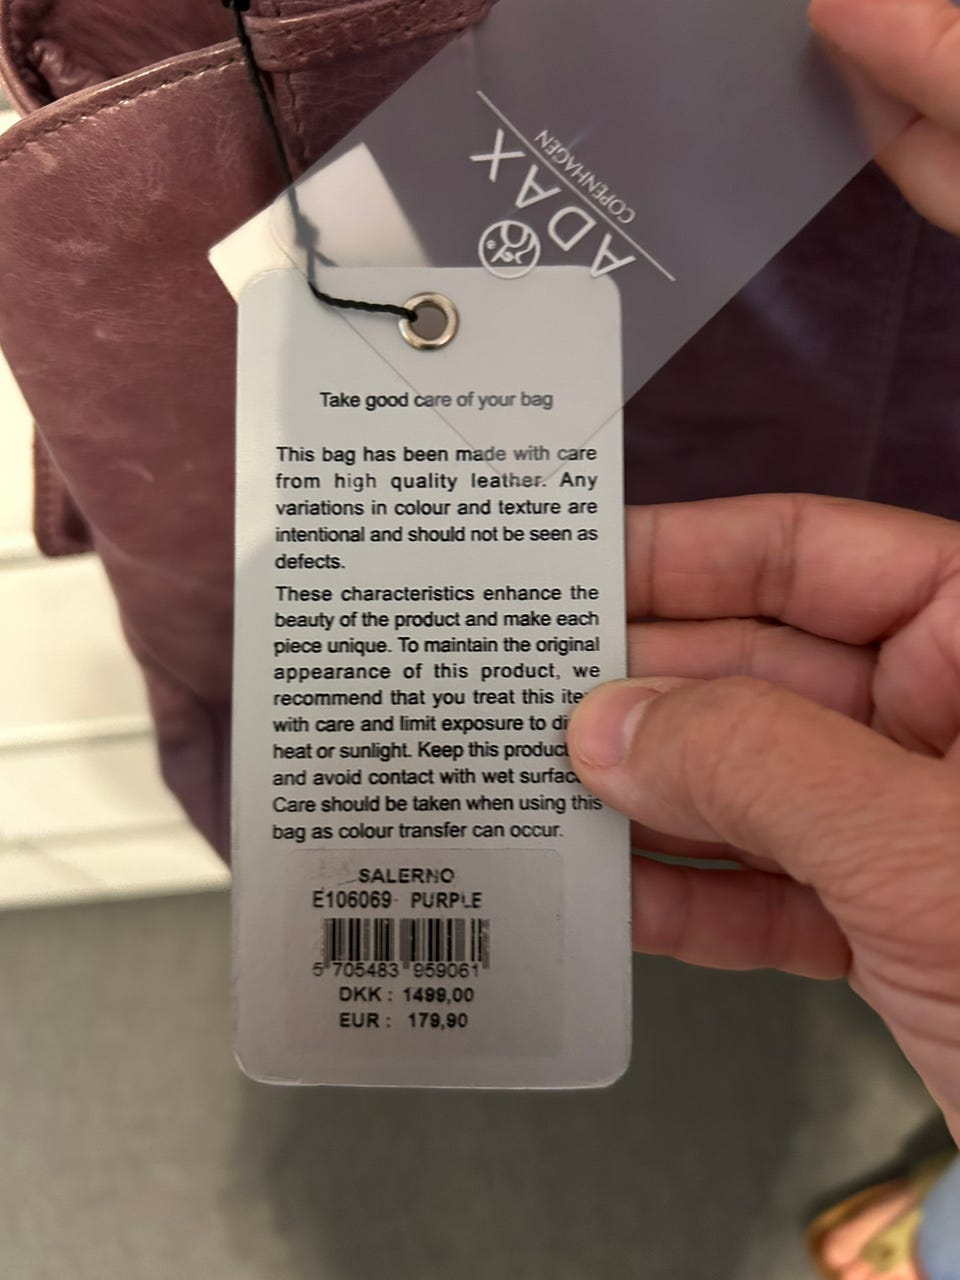 ADAX
COPENHAGEN
Take good care of your bag
This bag has been made with care
from high quality leather. Any
variations in colour and texture are
intentional and should not be seen as
defects.
These characteristics enhance the
beauty of the product and make each
piece unique. To maintain the original
appearance of this product, we
recommend that you treat this
with care and limit exposure to
heat or sunlight. Keep this product
and avoid contact with wet
Care should be taken when using this
bag as colour transfer can occur.
SALERNO
E106069 PURPLE
5 705483 959061
DKK : 1499,00
EUR : 179,90